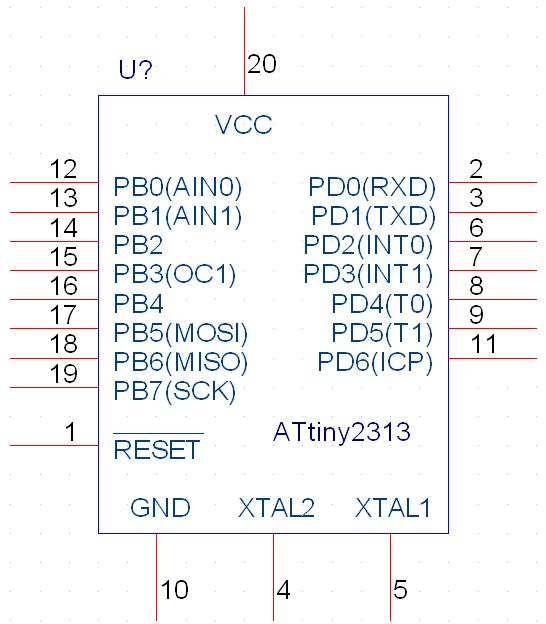 20
U?
VCC
12 PB0(AIN0) PD0(RXD) 2
13 PB1(AIN1) PD1(TXD) 3
14 PB2 PD2(INT0) 6
15 PB3(OC1) PD3(INT1) 7
16 PB4 PD4(T0) 8
17 PB5(MOSI) PD5(T1) 9
18 PB6(MISO) PD6(ICP) 11
19 PB7(SCK)
1 RESET ATtiny2313
GND XTAL2 XTAL1
10 4 5